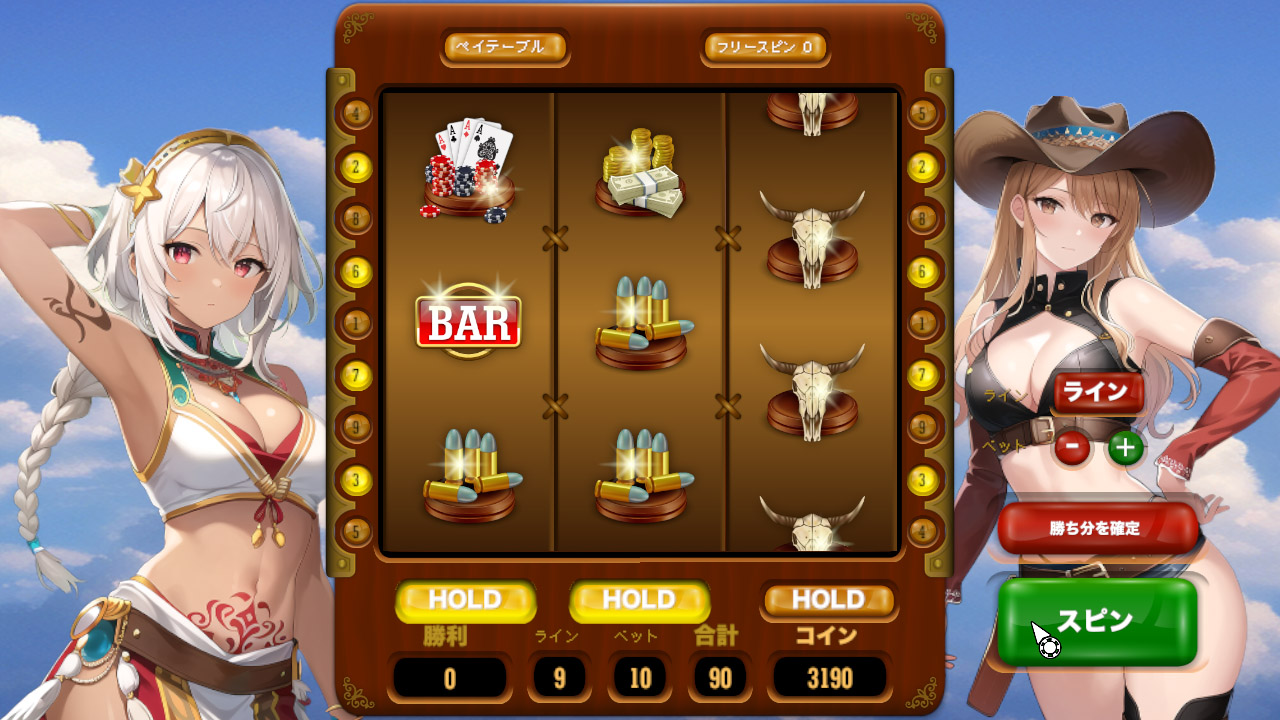 ペイテーブル
フリースピン 0
4
2
8
6
1
7
9
3
5
5
2
8
6
1
7
9
3
4
A A A A
BAR
ライン
ライン
ベット
-
+
勝ち分を確定
スピン
HOLD HOLD HOLD
勝利 ライン ベット 合計 コイン
0 9 10 90 3190